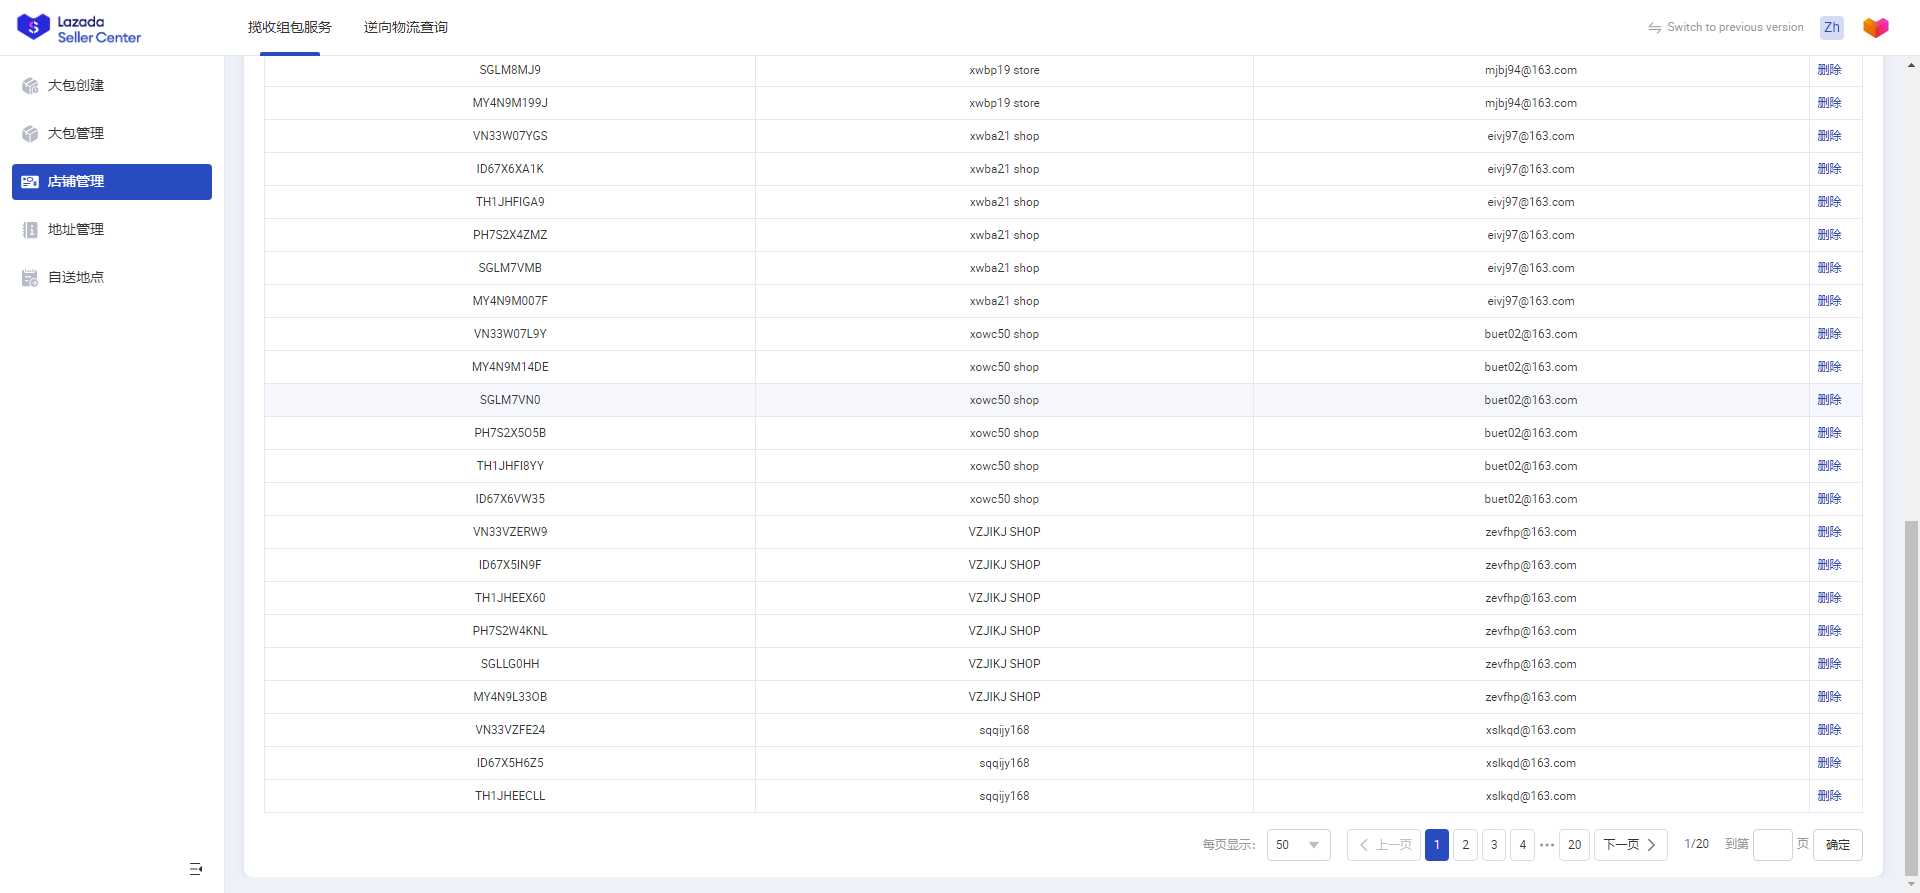 Lazada
Seller Center
揽收组包服务 逆向物流查询
Switch to previous version Zh
大包创建
大包管理
店铺管理
地址管理
自送地点
SGLM8MJ9 xwbp19 store mjbj94@163.com 删除
MY4N9M199J xwbp19 store mjbj94@163.com 删除
VN33W07YGS xwba21 shop eivj97@163.com 删除
ID67X6XA1K xwba21 shop eivj97@163.com 删除
TH1JHFIGA9 xwba21 shop eivj97@163.com 删除
PH7S2X4ZMZ xwba21 shop eivj97@163.com 删除
SGLM7VMB xwba21 shop eivj97@163.com 删除
MY4N9M007F xwba21 shop eivj97@163.com 删除
VN33W07L9Y xowc50 shop buet02@163.com 删除
MY4N9M14DE xowc50 shop buet02@163.com 删除
SGLM7VN0 xowc50 shop buet02@163.com 删除
PH7S2X5O5B xowc50 shop buet02@163.com 删除
TH1JHFI8YY xowc50 shop buet02@163.com 删除
ID67X6VW35 xowc50 shop buet02@163.com 删除
VN33VZERW9 VZJIKJ SHOP zevfhp@163.com 删除
ID67X5IN9F VZJIKJ SHOP zevfhp@163.com 删除
TH1JHEEX60 VZJIKJ SHOP zevfhp@163.com 删除
PH7S2W4KNL VZJIKJ SHOP zevfhp@163.com 删除
SGLLG0HH VZJIKJ SHOP zevfhp@163.com 删除
MY4N9L33OB VZJIKJ SHOP zevfhp@163.com 删除
VN33VZFE24 sqqijy168 xslkqd@163.com 删除
ID67X5H6Z5 sqqijy168 xslkqd@163.com 删除
TH1JHEECLL sqqijy168 xslkqd@163.com 删除
每页显示: 50 上一页 1 2 3 4 ••• 20 下一页 1/20 到第 页 确定